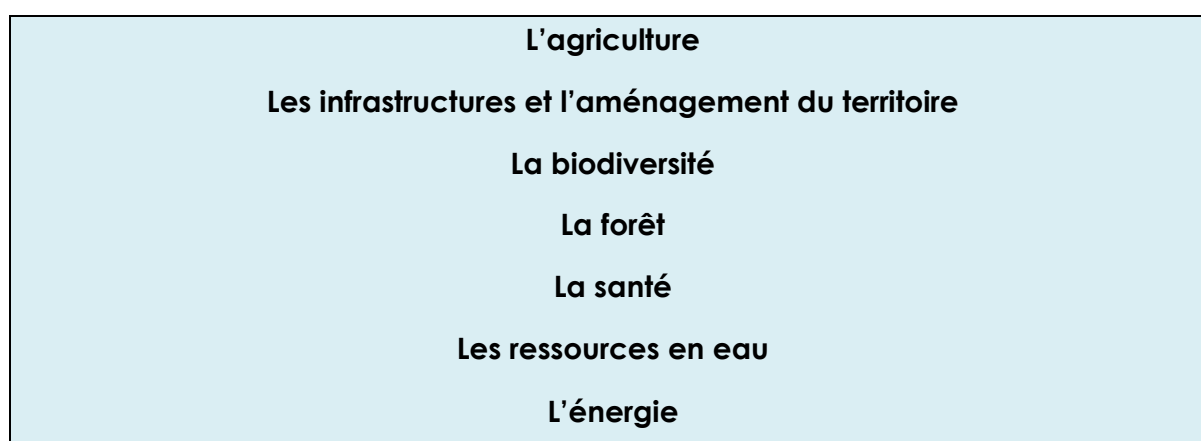 L’agriculture
Les infrastructures et l’aménagement du territoire
La biodiversité
La forêt
La santé
Les ressources en eau
L’énergie